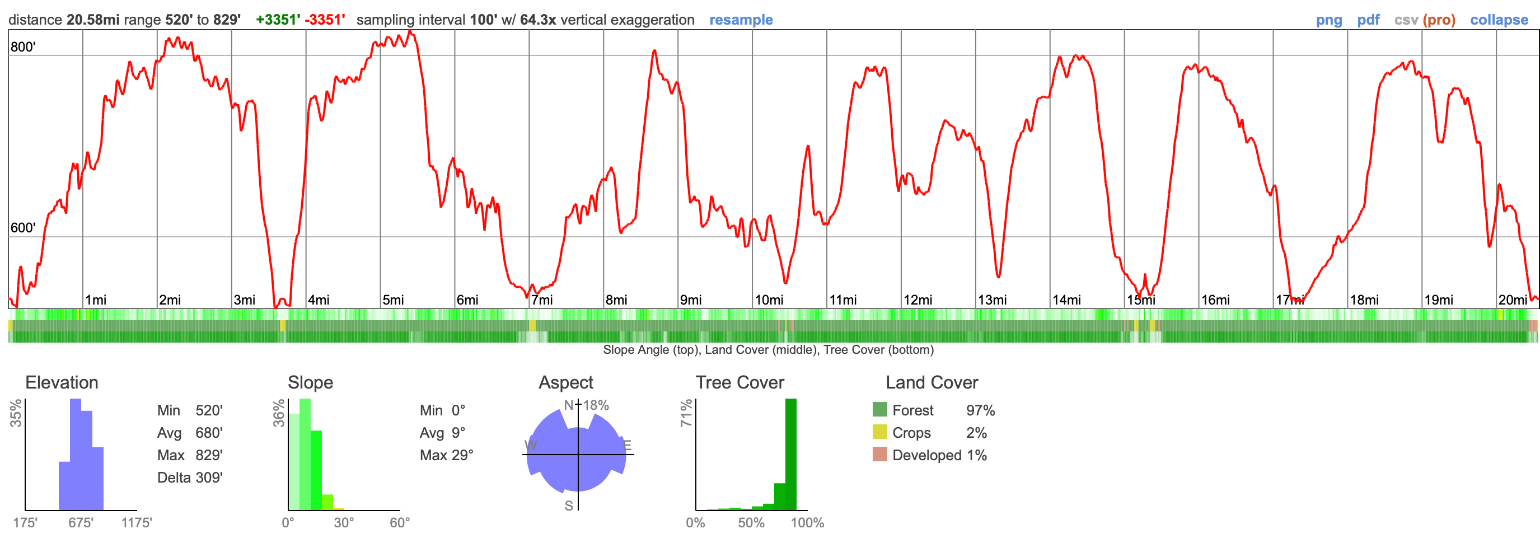 distance 20.58mi range 520' to 829' +3351' -3351' sampling interval 100' w/ 64.3x vertical exaggeration resample png pdf csv (pro) collapse
800'
600'
1mi 2mi 3mi 4mi 5mi 6mi 7mi 8mi 9mi 10mi 11mi 12mi 13mi 14mi 15mi 16mi 17mi 18mi 19mi 20mi
Slope Angle (top), Land Cover (middle), Tree Cover (bottom)
Elevation
35%
175' 675' 1175'
Min 520'
Avg 680'
Max 829'
Delta 309'
Slope
36%
0° 30° 60°
Min 0°
Avg 9°
Max 29°
Aspect
N 18%
W E
S
Tree Cover
71%
0% 50% 100%
Land Cover
Forest 97%
Crops 2%
Developed 1%